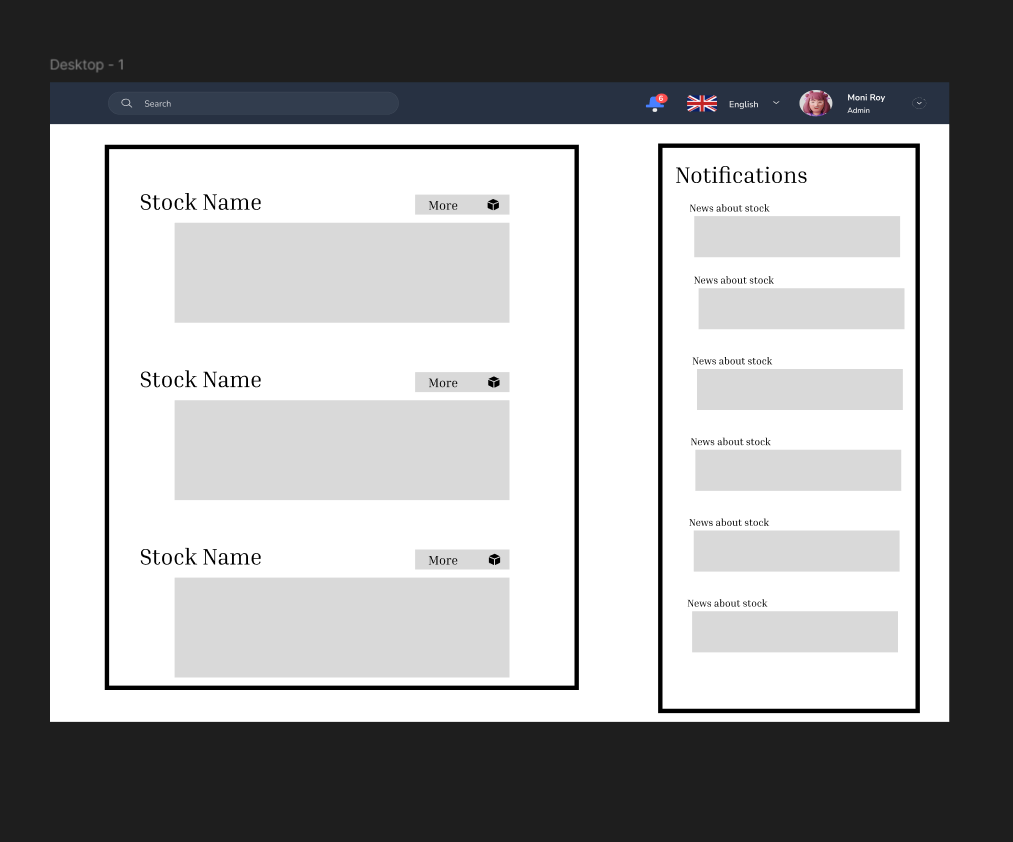 Desktop - 1
Search
6
English
Moni Roy
Admin
Stock Name
More
Stock Name
More
Stock Name
More
Notifications
News about stock
News about stock
News about stock
News about stock
News about stock
News about stock